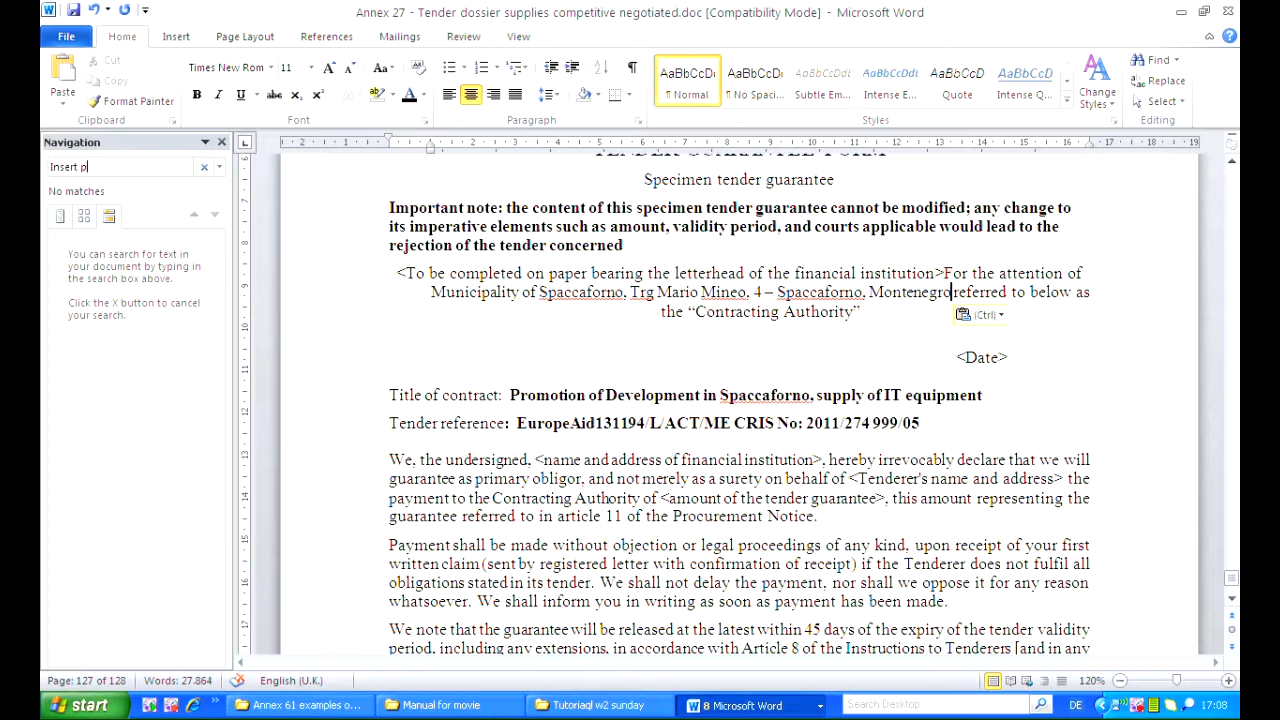 Annex 27 - Tender dossier supplies competitive negotiated.doc [Compatibility Mode] - Microsoft Word
File Home Insert Page Layout References Mailings Review View
Cut
Copy
Format Painter
Paste
Clipboard
Times New Rom 11
Font
Paragraph
AaBbCcDı AaBbCcDı AaBbCcDı AaBbCcDı AaBbCcDı AaBbCcDı
¶ Normal ¶ No Spaci... Subtle Em... Intense E... Quote Intense Q...
Change Styles
Styles
Find
Replace
Select
Editing
Navigation
Insert p
No matches
You can search for text in
your document by typing in
the search box above.
Click the X button to cancel
your search.
TENDER GUARANTEE FORM
Specimen tender guarantee
Important note: the content of this specimen tender guarantee cannot be modified; any change to
its imperative elements such as amount, validity period, and courts applicable would lead to the
rejection of the tender concerned
<To be completed on paper bearing the letterhead of the financial institution>For the attention of
Municipality of Spaccaforno, Trg Mario Mineo, 4 – Spaccaforno, Montenegro referred to below as
the “Contracting Authority”
(Ctrl)
<Date>
Title of contract: Promotion of Development in Spaccaforno, supply of IT equipment
Tender reference: EuropeAid131194/L/ACT/ME CRIS No: 2011/274 999/05
We, the undersigned, <name and address of financial institution>, hereby irrevocably declare that we will
guarantee as primary obligor, and not merely as a surety on behalf of <Tenderer's name and address> the
payment to the Contracting Authority of <amount of the tender guarantee>, this amount representing the
guarantee referred to in article 11 of the Procurement Notice.
Payment shall be made without objection or legal proceedings of any kind, upon receipt of your first
written claim (sent by registered letter with confirmation of receipt) if the Tenderer does not fulfil all
obligations stated in its tender. We shall not delay the payment, nor shall we oppose it for any reason
whatsoever. We shall inform you in writing as soon as payment has been made.
We note that the guarantee will be released at the latest within 45 days of the expiry of the tender validity
period, including any extensions, in accordance with Article 8 of the Instructions to Tenderers [and in any
Page: 127 of 128 Words: 27.864 English (U.K.) 120%
start Annex 61 examples o... Manual for movie Tutoriaql w2 sunday 8 Microsoft Word Search Desktop DE 17:08